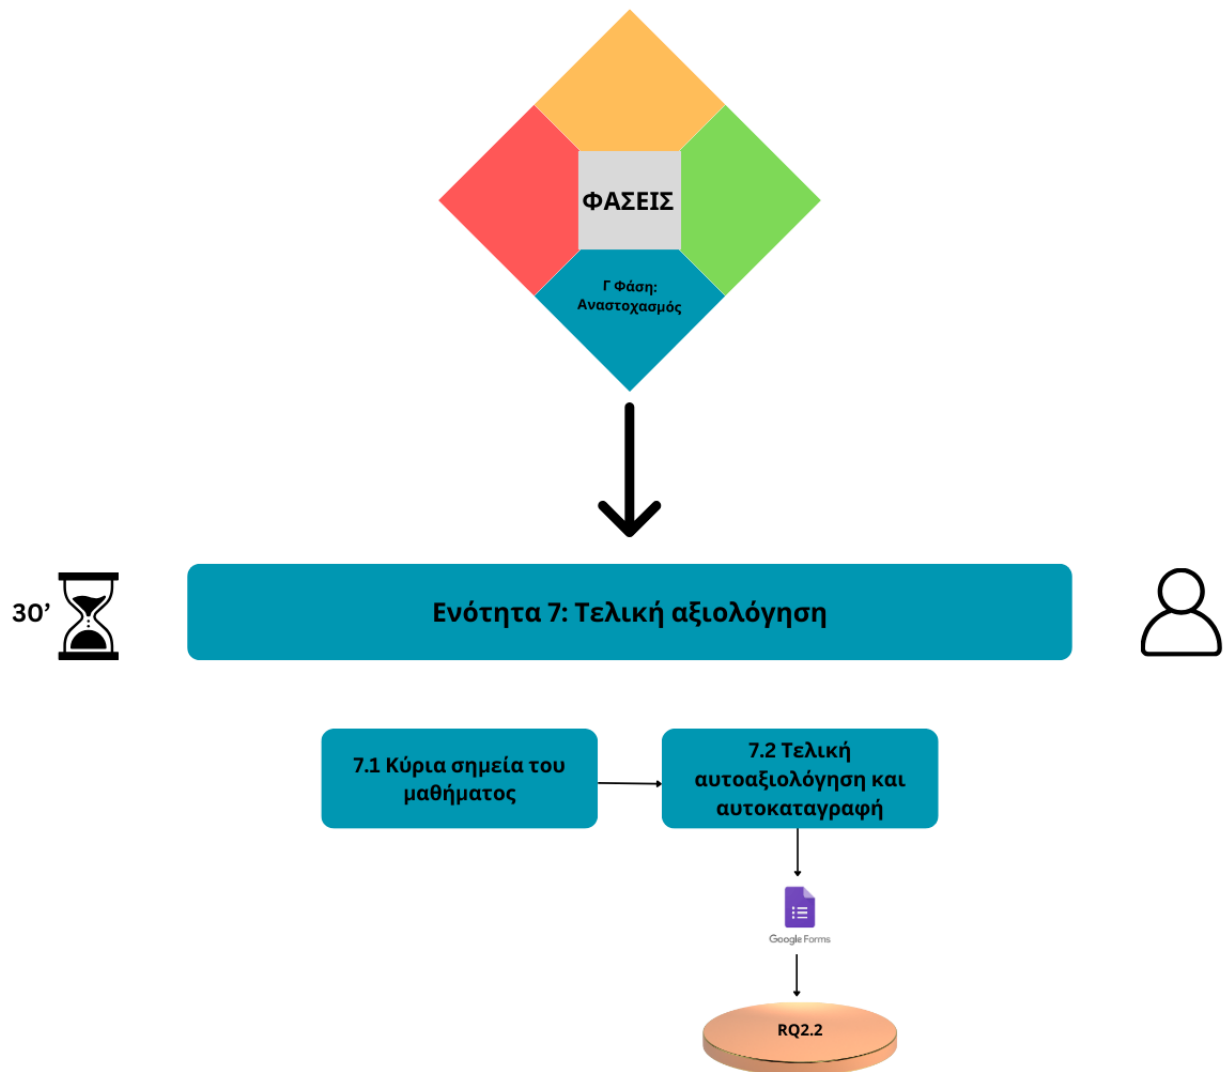 ΦΑΣΕΙΣ
Γ Φάση:
Αναστοχασμός
30’
Ενότητα 7: Τελική αξιολόγηση
7.1 Κύρια σημεία του
μαθήματος
7.2 Τελική
αυτοαξιολόγηση και
αυτοκαταγραφή
Google Forms
RQ2.2